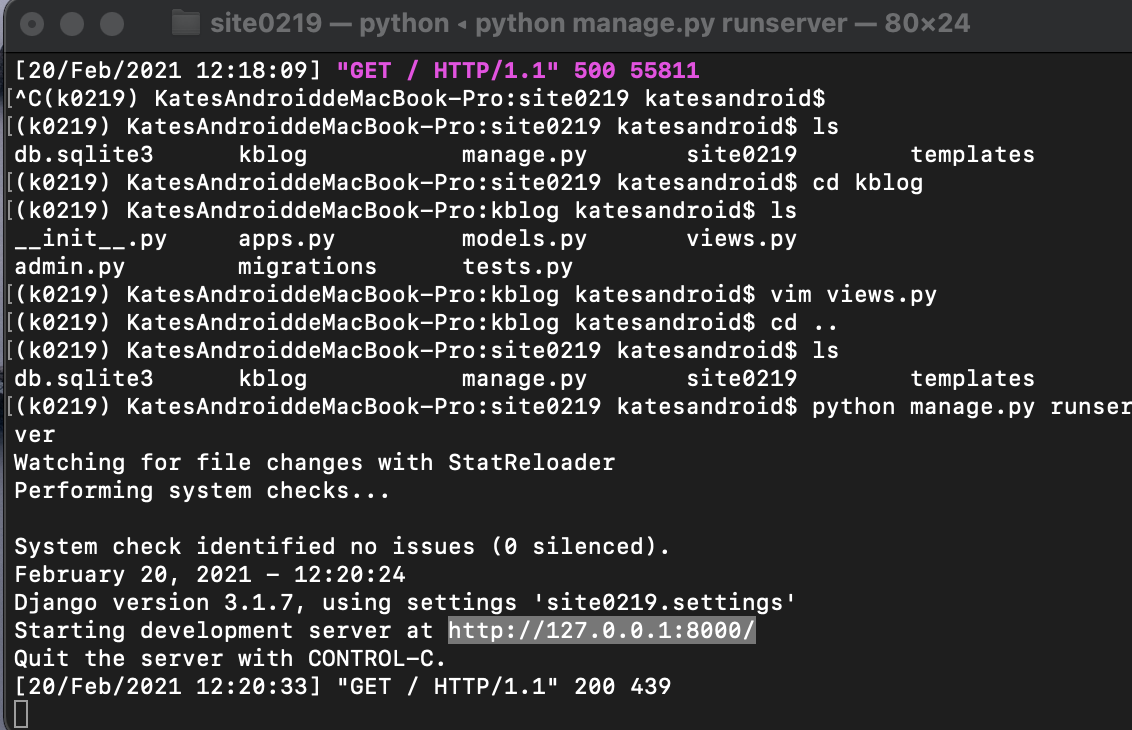 site0219 — python ◂ python manage.py runserver — 80×24
[20/Feb/2021 12:18:09] "GET / HTTP/1.1" 500 55811
[^C(k0219) KatesAndroiddeMacBook-Pro:site0219 katesandroid$
[(k0219) KatesAndroiddeMacBook-Pro:site0219 katesandroid$ ls
db.sqlite3      kblog           manage.py       site0219        templates
[(k0219) KatesAndroiddeMacBook-Pro:site0219 katesandroid$ cd kblog
[(k0219) KatesAndroiddeMacBook-Pro:kblog katesandroid$ ls
__init__.py     apps.py         models.py       views.py
admin.py        migrations      tests.py
[(k0219) KatesAndroiddeMacBook-Pro:kblog katesandroid$ vim views.py
[(k0219) KatesAndroiddeMacBook-Pro:kblog katesandroid$ cd ..
[(k0219) KatesAndroiddeMacBook-Pro:site0219 katesandroid$ ls
db.sqlite3      kblog           manage.py       site0219        templates
[(k0219) KatesAndroiddeMacBook-Pro:site0219 katesandroid$ python manage.py runser
ver
Watching for file changes with StatReloader
Performing system checks...

System check identified no issues (0 silenced).
February 20, 2021 - 12:20:24
Django version 3.1.7, using settings 'site0219.settings'
Starting development server at http://127.0.0.1:8000/
Quit the server with CONTROL-C.
[20/Feb/2021 12:20:33] "GET / HTTP/1.1" 200 439